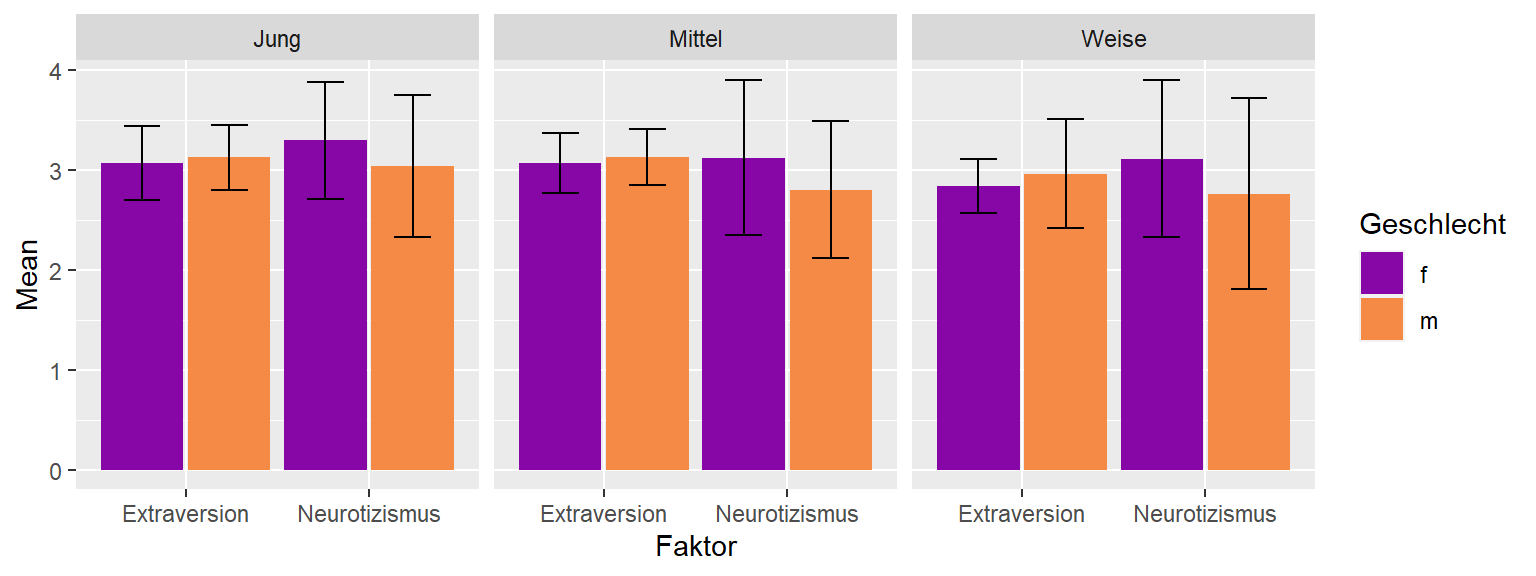 Jung Mittel Weise
4
3
2
1
0
Mean
Extraversion Neurotizismus Extraversion Neurotizismus Extraversion Neurotizismus
Faktor
Geschlecht
f
m